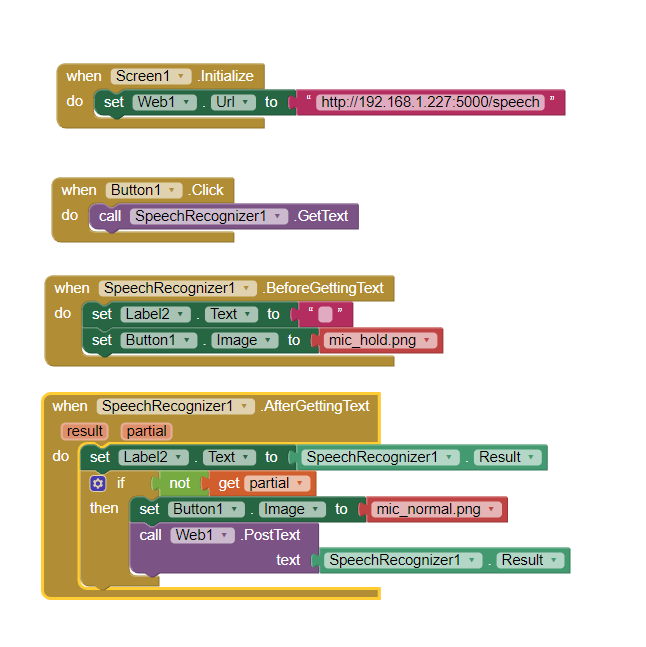 when Screen1 .Initialize
do set Web1 . Url to “ http://192.168.1.227:5000/speech ”
when Button1 .Click
do call SpeechRecognizer1 .GetText
when SpeechRecognizer1 .BeforeGettingText
do set Label2 . Text to “ ”
set Button1 . Image to mic_hold.png
when SpeechRecognizer1 .AfterGettingText
result partial
do set Label2 . Text to SpeechRecognizer1 . Result
if not get partial
then set Button1 . Image to mic_normal.png
call Web1 .PostText
text SpeechRecognizer1 . Result